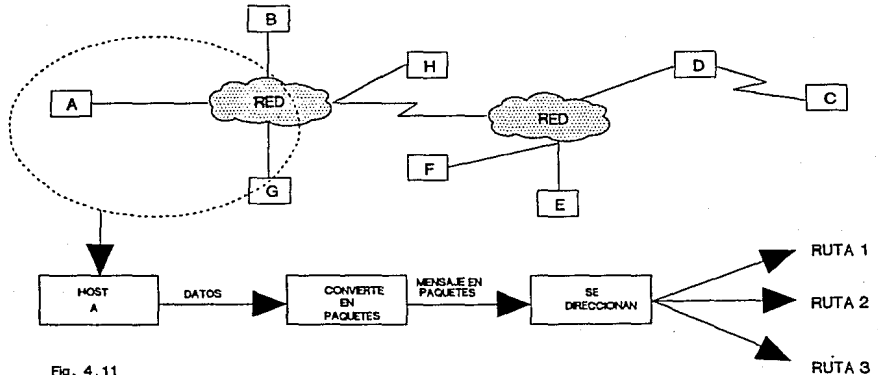 B
H
D
A
RED
C
RED
F
G
E
RUTA 1
HOST
A
DATOS
CONVIERTE
EN
PAQUETES
MENSAJE EN
PAQUETES
SE
DIRECCIONAN
RUTA 2
RUTA 3
Fig. 4.11